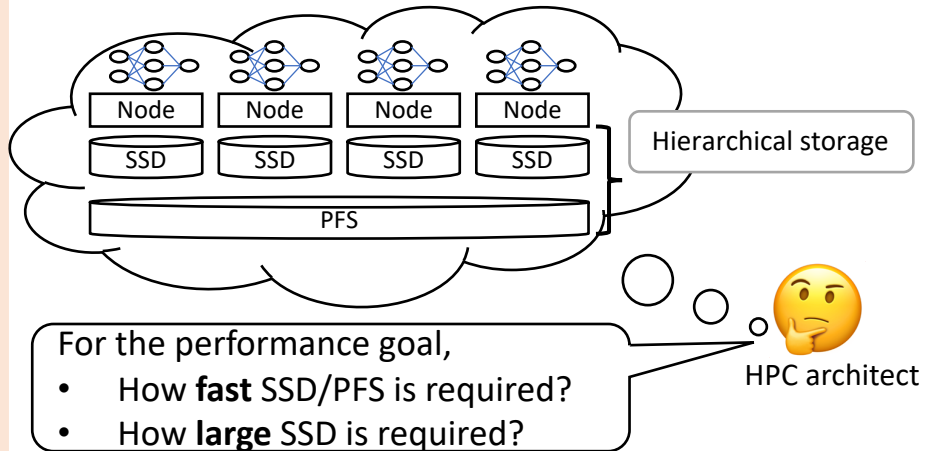 Node Node Node Node
SSD SSD SSD SSD
Hierarchical storage
PFS
For the performance goal,
• How fast SSD/PFS is required?
• How large SSD is required?
HPC architect